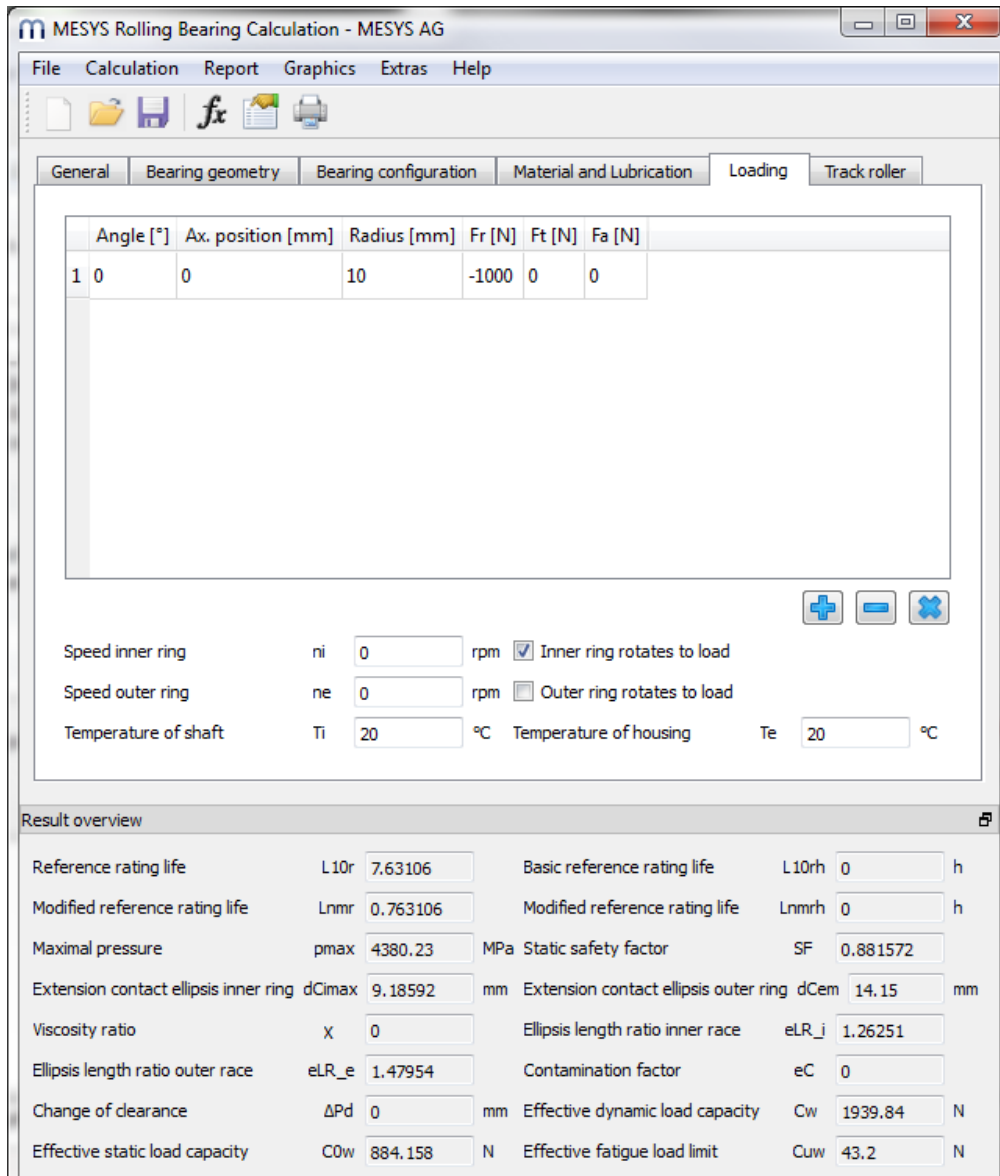 MESYS Rolling Bearing Calculation - MESYS AG
File Calculation Report Graphics Extras Help
fx
General Bearing geometry Bearing configuration Material and Lubrication Loading Track roller
Angle [°] Ax. position [mm] Radius [mm] Fr [N] Ft [N] Fa [N]
1 0 0 10 -1000 0 0
Speed inner ring ni 0 rpm Inner ring rotates to load
Speed outer ring ne 0 rpm Outer ring rotates to load
Temperature of shaft Ti 20 °C Temperature of housing Te 20 °C
Result overview
Reference rating life L10r 7.63106 Basic reference rating life L10rh 0 h
Modified reference rating life Lnmr 0.763106 Modified reference rating life Lnmrh 0 h
Maximal pressure pmax 4380.23 MPa Static safety factor SF 0.881572
Extension contact ellipsis inner ring dCimax 9.18592 mm Extension contact ellipsis outer ring dCem 14.15 mm
Viscosity ratio χ 0 Ellipsis length ratio inner race eLR_i 1.26251
Ellipsis length ratio outer race eLR_e 1.47954 Contamination factor eC 0
Change of clearance ΔPd 0 mm Effective dynamic load capacity Cw 1939.84 N
Effective static load capacity C0w 884.158 N Effective fatigue load limit Cuw 43.2 N